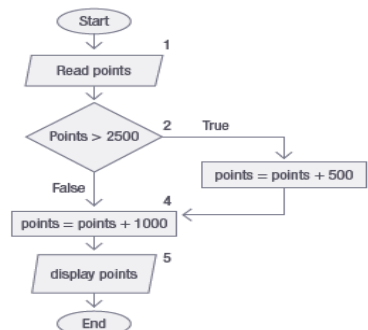 Start
1
Read points
Points > 2500
2
True
points = points + 500
False
4
points = points + 1000
5
display points
End